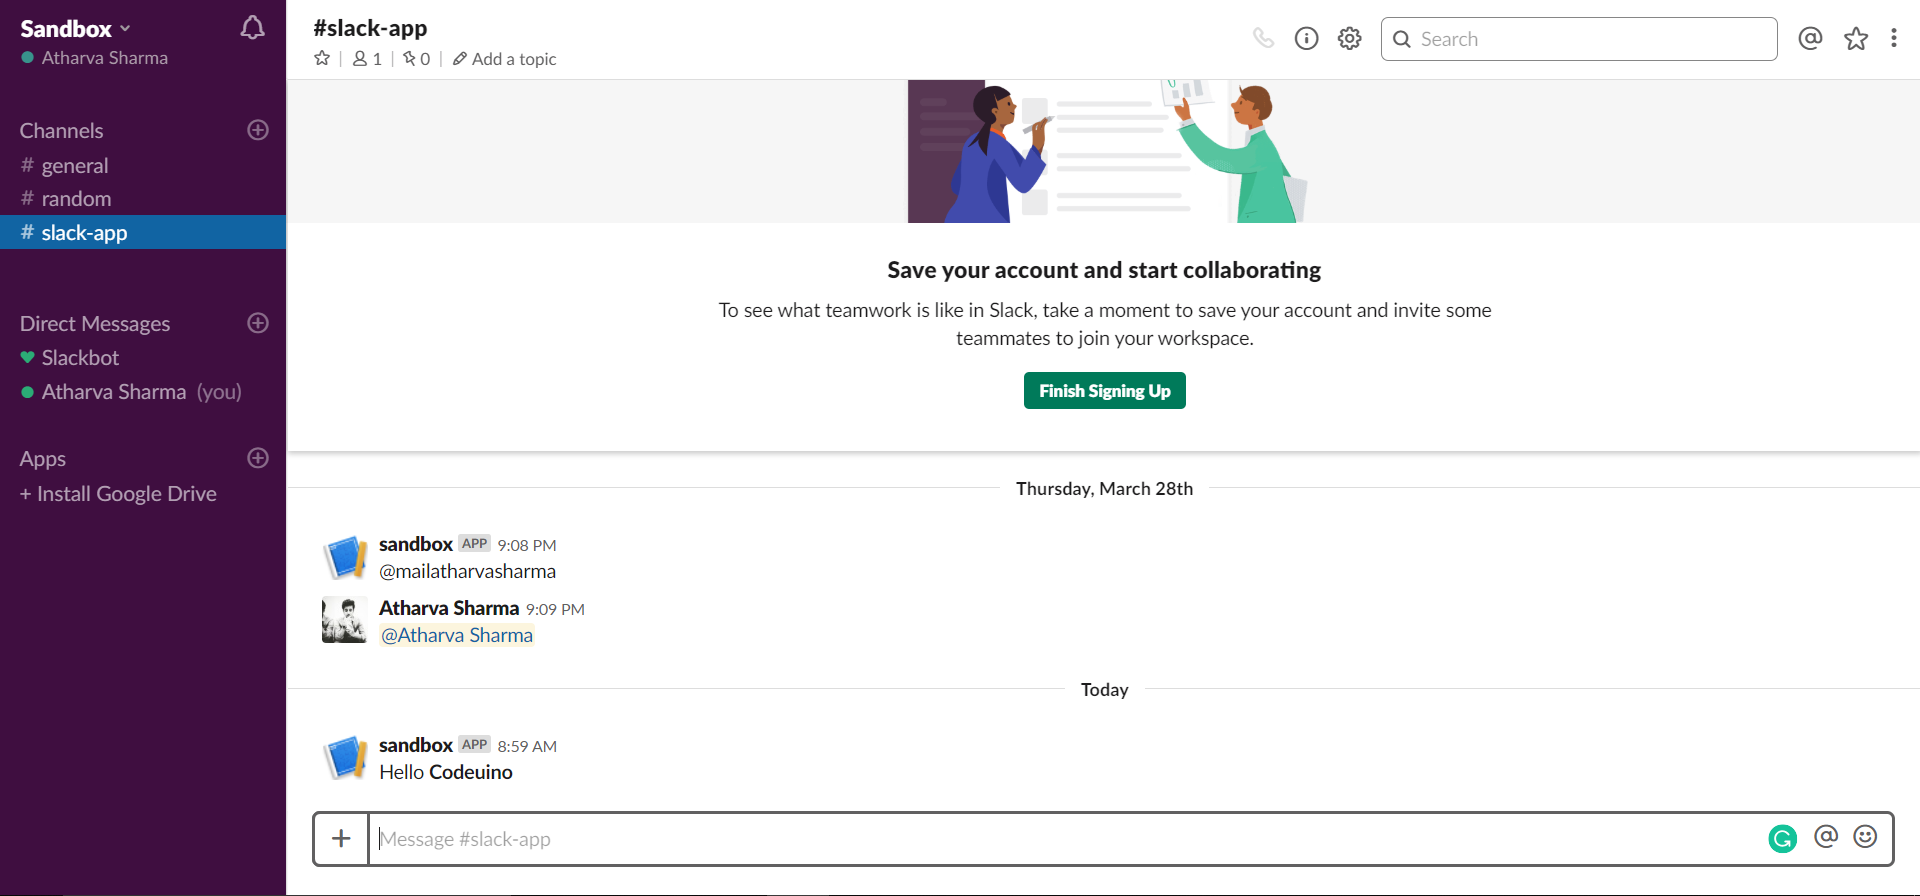 Sandbox
Atharva Sharma
Channels
# general
# random
# slack-app
Direct Messages
Slackbot
Atharva Sharma (you)
Apps
+ Install Google Drive
#slack-app
1
0
Add a topic
Search
Save your account and start collaborating
To see what teamwork is like in Slack, take a moment to save your account and invite some
teammates to join your workspace.
Finish Signing Up
Thursday, March 28th
sandbox APP 9:08 PM
@mailatharvasharma
Atharva Sharma 9:09 PM
@Atharva Sharma
Today
sandbox APP 8:59 AM
Hello Codeuino
Message #slack-app